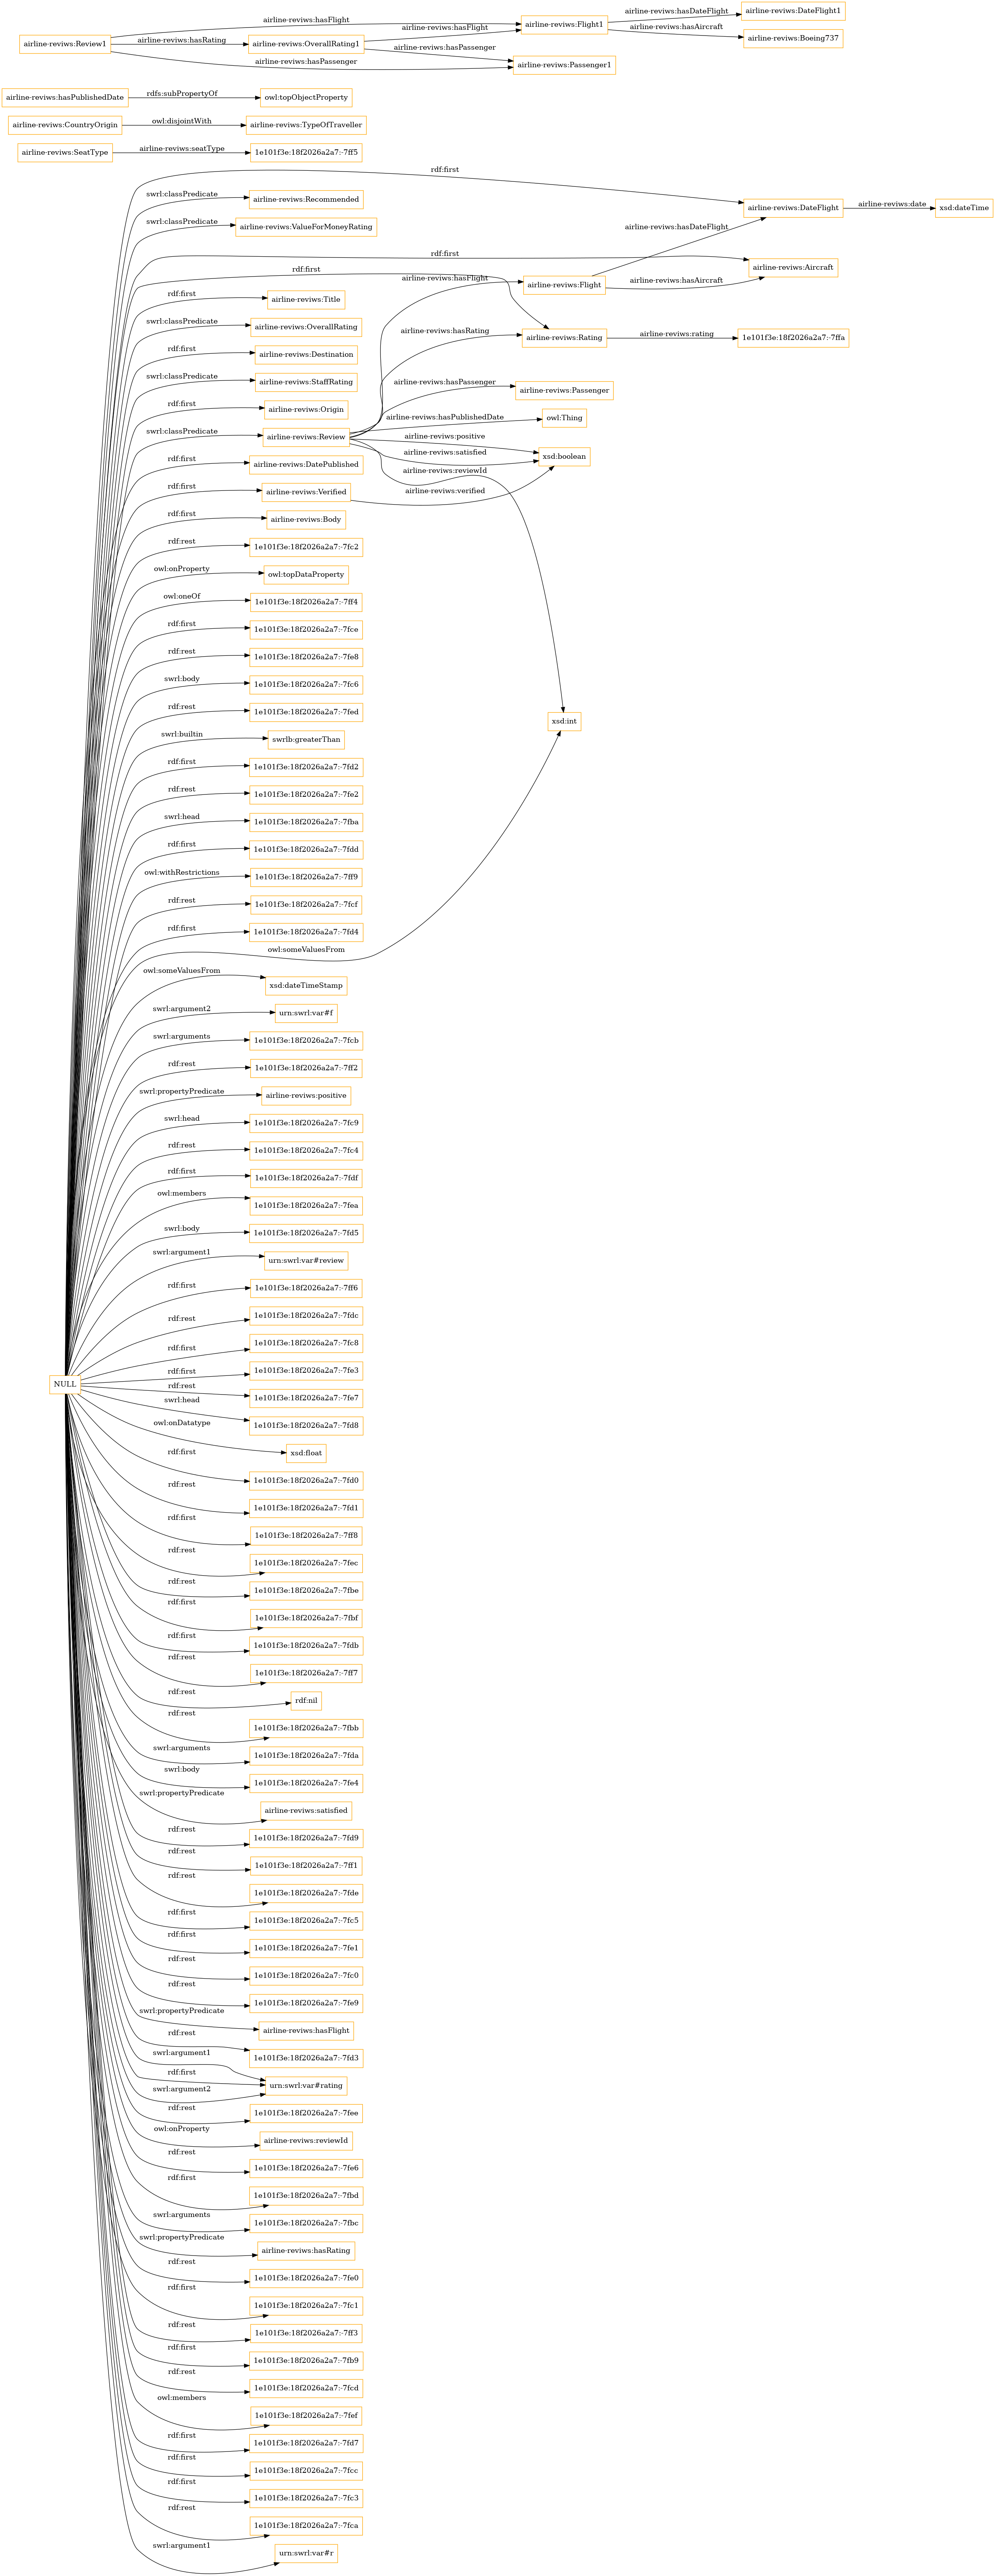 airline-reviws:hasFlight
airline-reviws:hasDateFlight
airline-reviws:DateFlight1
airline-reviws:Flight1
airline-reviws:hasFlight
airline-reviws:hasAircraft
airline-reviws:Boeing737
airline-reviws:Review1
airline-reviws:hasRating
airline-reviws:OverallRating1
airline-reviws:hasPassenger
airline-reviws:hasPassenger
airline-reviws:Passenger1
airline-reviws:hasPublishedDate
rdfs:subPropertyOf
owl:topObjectProperty
airline-reviws:CountryOrigin
owl:disjointWith
airline-reviws:TypeOfTraveller
airline-reviws:SeatType
airline-reviws:seatType
1e101f3e:18f2026a2a7:-7ff5
rdf:first
swrl:classPredicate
airline-reviws:Recommended
airline-reviws:DateFlight
airline-reviws:date
xsd:dateTime
swrl:classPredicate
airline-reviws:ValueForMoneyRating
airline-reviws:hasDateFlight
rdf:first
airline-reviws:Aircraft
rdf:first
airline-reviws:hasFlight
airline-reviws:Flight
airline-reviws:hasAircraft
rdf:first
airline-reviws:Title
swrl:classPredicate
airline-reviws:OverallRating
airline-reviws:hasRating
airline-reviws:Rating
airline-reviws:rating
1e101f3e:18f2026a2a7:-7ffa
rdf:first
airline-reviws:Destination
swrl:classPredicate
airline-reviws:StaffRating
airline-reviws:hasPassenger
airline-reviws:Passenger
rdf:first
airline-reviws:Origin
airline-reviws:hasPublishedDate
owl:Thing
swrl:classPredicate
airline-reviws:Review
airline-reviws:positive
airline-reviws:satisfied
xsd:boolean
rdf:first
airline-reviws:DatePublished
airline-reviws:reviewId
rdf:first
airline-reviws:Verified
airline-reviws:verified
rdf:first
airline-reviws:Body
rdf:rest
1e101f3e:18f2026a2a7:-7fc2
owl:onProperty
owl:topDataProperty
owl:oneOf
1e101f3e:18f2026a2a7:-7ff4
rdf:first
1e101f3e:18f2026a2a7:-7fce
rdf:rest
1e101f3e:18f2026a2a7:-7fe8
swrl:body
1e101f3e:18f2026a2a7:-7fc6
rdf:rest
1e101f3e:18f2026a2a7:-7fed
xsd:int
swrl:builtin
swrlb:greaterThan
rdf:first
1e101f3e:18f2026a2a7:-7fd2
rdf:rest
1e101f3e:18f2026a2a7:-7fe2
swrl:head
1e101f3e:18f2026a2a7:-7fba
rdf:first
1e101f3e:18f2026a2a7:-7fdd
owl:withRestrictions
1e101f3e:18f2026a2a7:-7ff9
rdf:rest
1e101f3e:18f2026a2a7:-7fcf
rdf:first
1e101f3e:18f2026a2a7:-7fd4
owl:someValuesFrom
owl:someValuesFrom
xsd:dateTimeStamp
swrl:argument2
urn:swrl:var#f
swrl:arguments
1e101f3e:18f2026a2a7:-7fcb
rdf:rest
1e101f3e:18f2026a2a7:-7ff2
swrl:propertyPredicate
airline-reviws:positive
swrl:head
1e101f3e:18f2026a2a7:-7fc9
rdf:rest
1e101f3e:18f2026a2a7:-7fc4
rdf:first
1e101f3e:18f2026a2a7:-7fdf
owl:members
1e101f3e:18f2026a2a7:-7fea
swrl:body
1e101f3e:18f2026a2a7:-7fd5
swrl:argument1
urn:swrl:var#review
rdf:first
1e101f3e:18f2026a2a7:-7ff6
rdf:rest
1e101f3e:18f2026a2a7:-7fdc
rdf:first
1e101f3e:18f2026a2a7:-7fc8
NULL
rdf:first
1e101f3e:18f2026a2a7:-7fe3
rdf:rest
1e101f3e:18f2026a2a7:-7fe7
swrl:head
1e101f3e:18f2026a2a7:-7fd8
owl:onDatatype
xsd:float
rdf:first
1e101f3e:18f2026a2a7:-7fd0
rdf:rest
1e101f3e:18f2026a2a7:-7fd1
rdf:first
1e101f3e:18f2026a2a7:-7ff8
rdf:rest
1e101f3e:18f2026a2a7:-7fec
rdf:rest
1e101f3e:18f2026a2a7:-7fbe
rdf:first
1e101f3e:18f2026a2a7:-7fbf
rdf:first
1e101f3e:18f2026a2a7:-7fdb
rdf:rest
1e101f3e:18f2026a2a7:-7ff7
rdf:rest
rdf:nil
rdf:rest
1e101f3e:18f2026a2a7:-7fbb
swrl:arguments
1e101f3e:18f2026a2a7:-7fda
swrl:body
1e101f3e:18f2026a2a7:-7fe4
swrl:propertyPredicate
airline-reviws:satisfied
rdf:rest
1e101f3e:18f2026a2a7:-7fd9
rdf:rest
1e101f3e:18f2026a2a7:-7ff1
rdf:rest
1e101f3e:18f2026a2a7:-7fde
rdf:first
1e101f3e:18f2026a2a7:-7fc5
rdf:first
1e101f3e:18f2026a2a7:-7fe1
rdf:rest
1e101f3e:18f2026a2a7:-7fc0
rdf:rest
1e101f3e:18f2026a2a7:-7fe9
swrl:propertyPredicate
airline-reviws:hasFlight
rdf:rest
1e101f3e:18f2026a2a7:-7fd3
swrl:argument1
rdf:first
urn:swrl:var#rating
swrl:argument2
rdf:rest
1e101f3e:18f2026a2a7:-7fee
owl:onProperty
airline-reviws:reviewId
rdf:rest
1e101f3e:18f2026a2a7:-7fe6
rdf:first
1e101f3e:18f2026a2a7:-7fbd
swrl:arguments
1e101f3e:18f2026a2a7:-7fbc
swrl:propertyPredicate
airline-reviws:hasRating
rdf:rest
1e101f3e:18f2026a2a7:-7fe0
rdf:first
1e101f3e:18f2026a2a7:-7fc1
rdf:rest
1e101f3e:18f2026a2a7:-7ff3
rdf:first
1e101f3e:18f2026a2a7:-7fb9
rdf:rest
1e101f3e:18f2026a2a7:-7fcd
owl:members
1e101f3e:18f2026a2a7:-7fef
rdf:first
1e101f3e:18f2026a2a7:-7fd7
rdf:first
1e101f3e:18f2026a2a7:-7fcc
rdf:first
1e101f3e:18f2026a2a7:-7fc3
rdf:rest
1e101f3e:18f2026a2a7:-7fca
swrl:argument1
urn:swrl:var#r